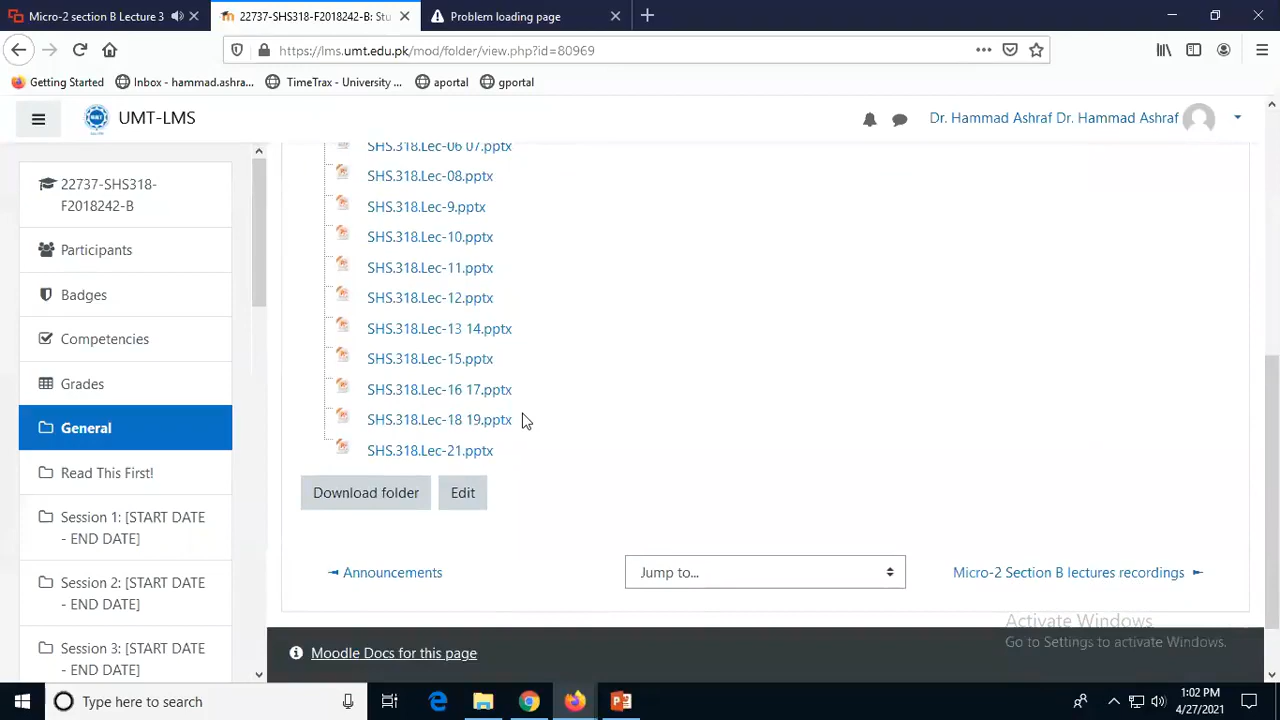 Micro-2 section B Lecture 3
22737-SHS318-F2018242-B: Stu
Problem loading page
https://lms.umt.edu.pk/mod/folder/view.php?id=80969
Getting Started
Inbox - hammad.ashra...
TimeTrax - University ...
aportal
gportal
UMT-LMS
Dr. Hammad Ashraf Dr. Hammad Ashraf
22737-SHS318-
F2018242-B
Participants
Badges
Competencies
Grades
General
Read This First!
Session 1: [START DATE
- END DATE]
Session 2: [START DATE
- END DATE]
Session 3: [START DATE
- END DATE]
SHS.318.Lec-06 07.pptx
SHS.318.Lec-08.pptx
SHS.318.Lec-9.pptx
SHS.318.Lec-10.pptx
SHS.318.Lec-11.pptx
SHS.318.Lec-12.pptx
SHS.318.Lec-13 14.pptx
SHS.318.Lec-15.pptx
SHS.318.Lec-16 17.pptx
SHS.318.Lec-18 19.pptx
SHS.318.Lec-21.pptx
Download folder
Edit
Announcements
Jump to...
Micro-2 Section B lectures recordings
Activate Windows
Go to Settings to activate Windows.
Moodle Docs for this page
Type here to search
1:02 PM
4/27/2021